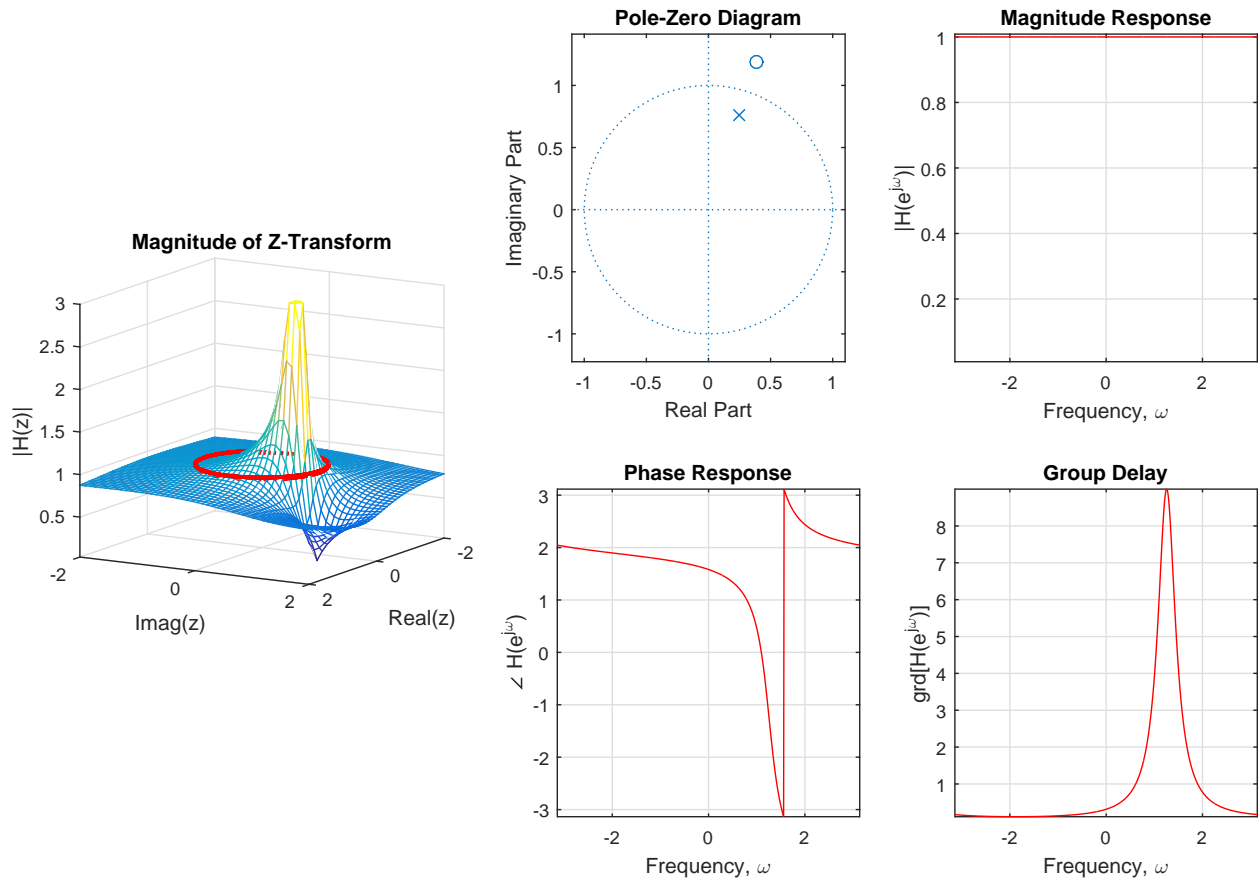 Magnitude of Z-Transform
3
2.5
2
1.5
1
0.5
|H(z)|
-2
0
2
Imag(z)
2
0
-2
Real(z)
Pole-Zero Diagram
1
0.5
0
-0.5
-1
Imaginary Part
-1 -0.5 0 0.5 1
Real Part
Magnitude Response
1
0.8
0.6
0.4
0.2
|H(e^{jω})|
-2 0 2
Frequency, ω
Phase Response
3
2
1
0
-1
-2
-3
∠ H(e^{jω})
-2 0 2
Frequency, ω
Group Delay
8
7
6
5
4
3
2
1
grd[H(e^{jω})]
-2 0 2
Frequency, ω